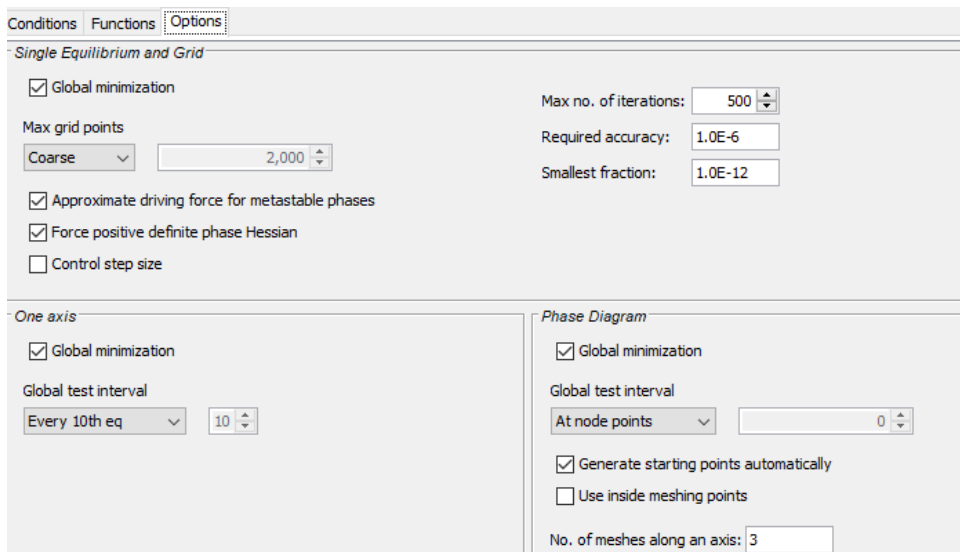 Conditions Functions Options
Single Equilibrium and Grid
Global minimization
Max grid points
Coarse 2,000
Approximate driving force for metastable phases
Force positive definite phase Hessian
Control step size
Max no. of iterations: 500
Required accuracy: 1.0E-6
Smallest fraction: 1.0E-12
One axis
Global minimization
Global test interval
Every 10th eq 10
Phase Diagram
Global minimization
Global test interval
At node points 0
Generate starting points automatically
Use inside meshing points
No. of meshes along an axis: 3